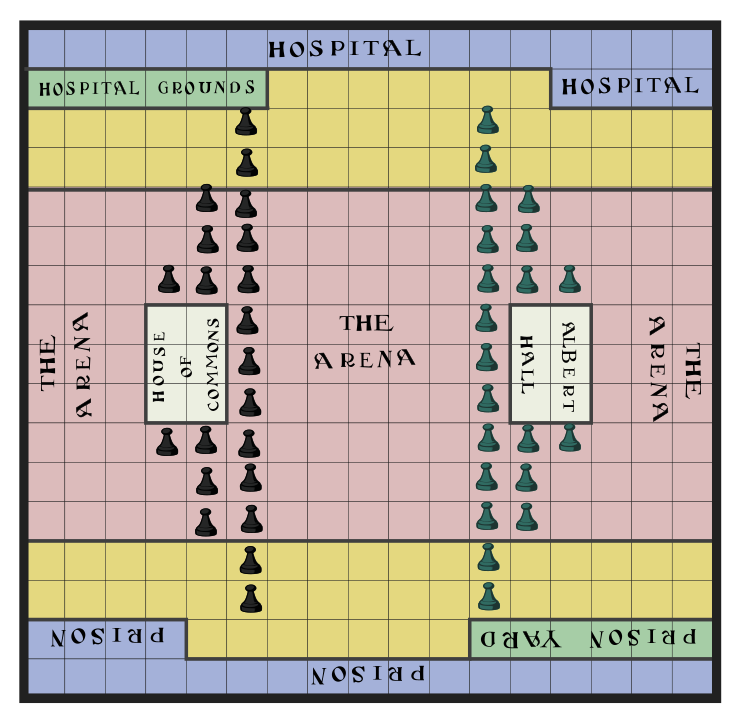 HOSPITAL
HOSPITAL GROUNDS
HOSPITAL
THE
ARENA
HOUSE
OF
COMMONS
THE
ARENA
HALL
ALBERT
ARENA
THE
PRISON
YARD PRISON
PRISON